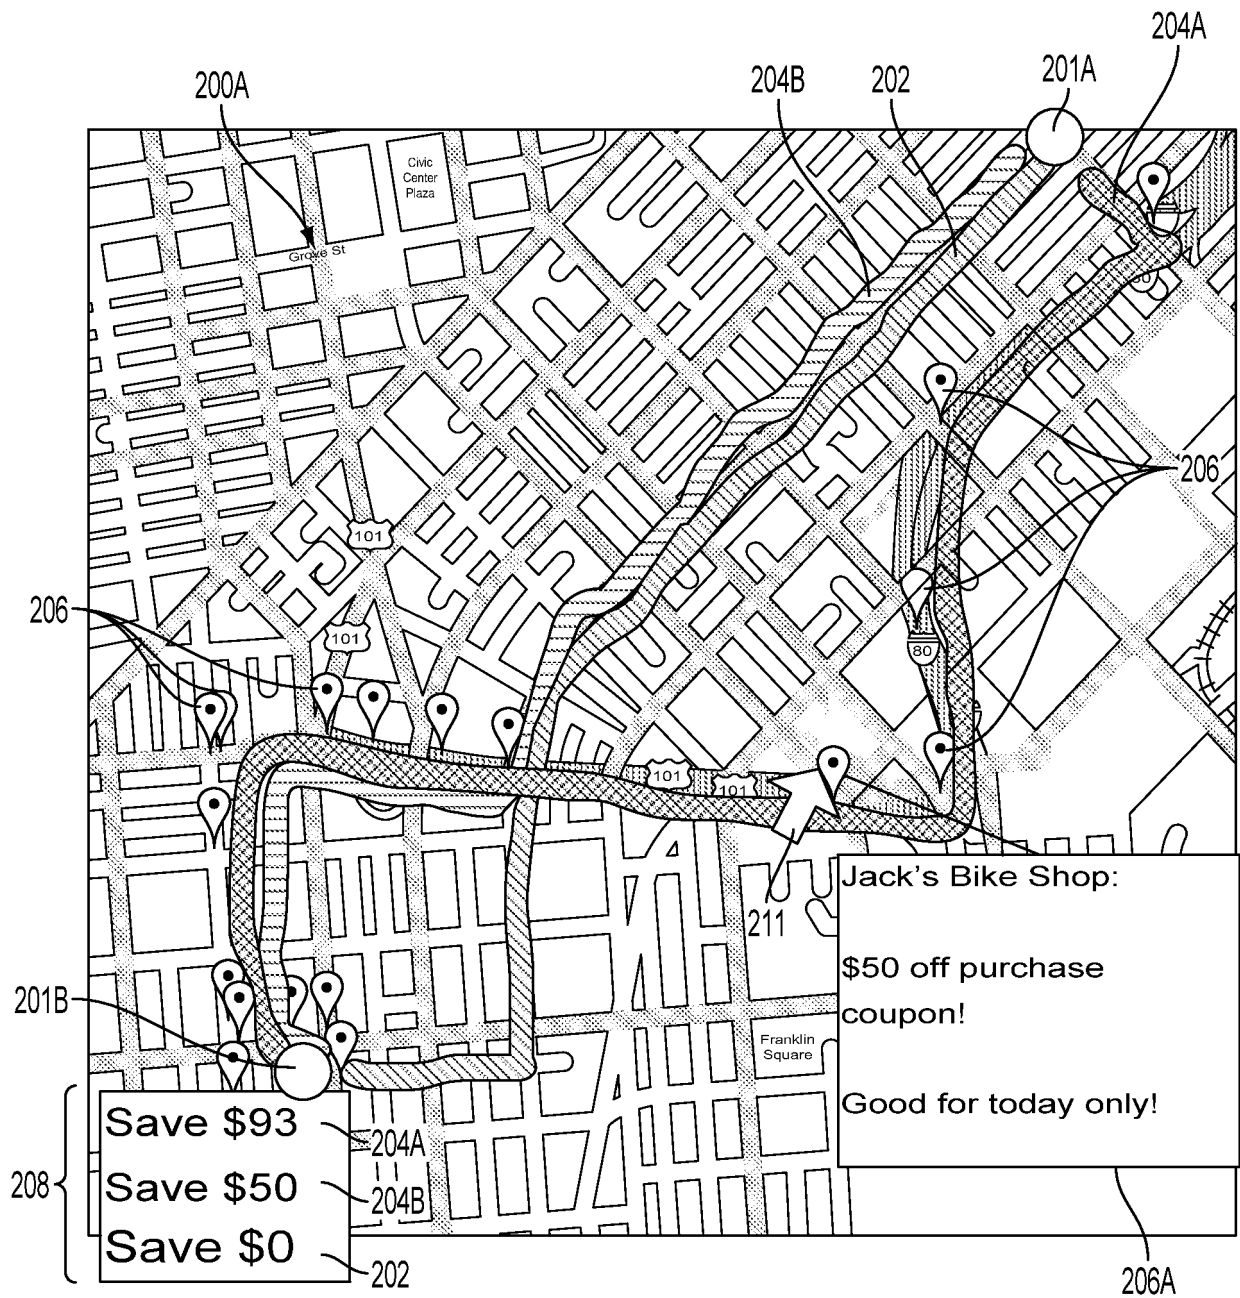 204A
201A
204B
202
200A
Civic
Center
Plaza
Grove St
80
206
101
206
101
80
101
101
211
Jack's Bike Shop:
$50 off purchase
coupon!
Good for today only!
201B
Franklin
Square
Save $93
204A
208
Save $50
204B
Save $0
202
206A